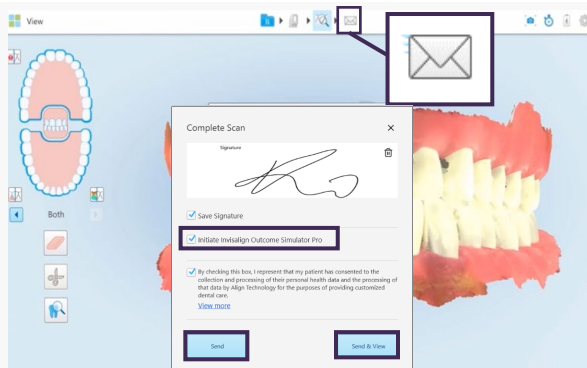 View
Complete Scan
Signature
Save Signature
Both
Initiate Invisalign Outcome Simulator Pro
By checking this box, I represent that my patient has consented to the
collection and processing of their personal health data and the processing of
that data by Align Technology for the purposes of providing customized
dental care.
View more
Send
Send & View